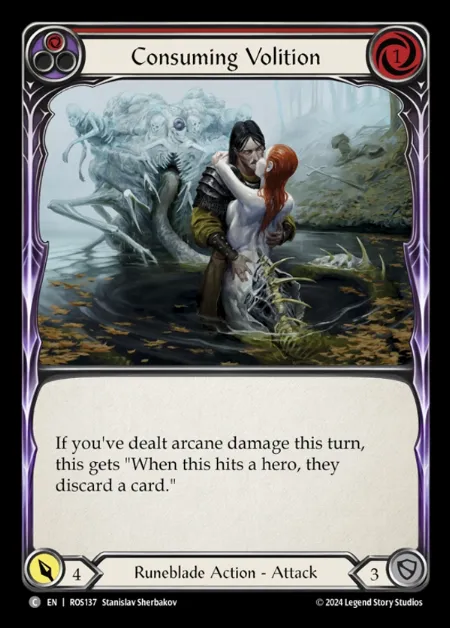 Consuming Volition
1
If you've dealt arcane damage this turn,
this gets "When this hits a hero, they
discard a card."
4
Runeblade Action - Attack
3
C EN | ROS137 Stanislav Sherbakov
© 2024 Legend Story Studios